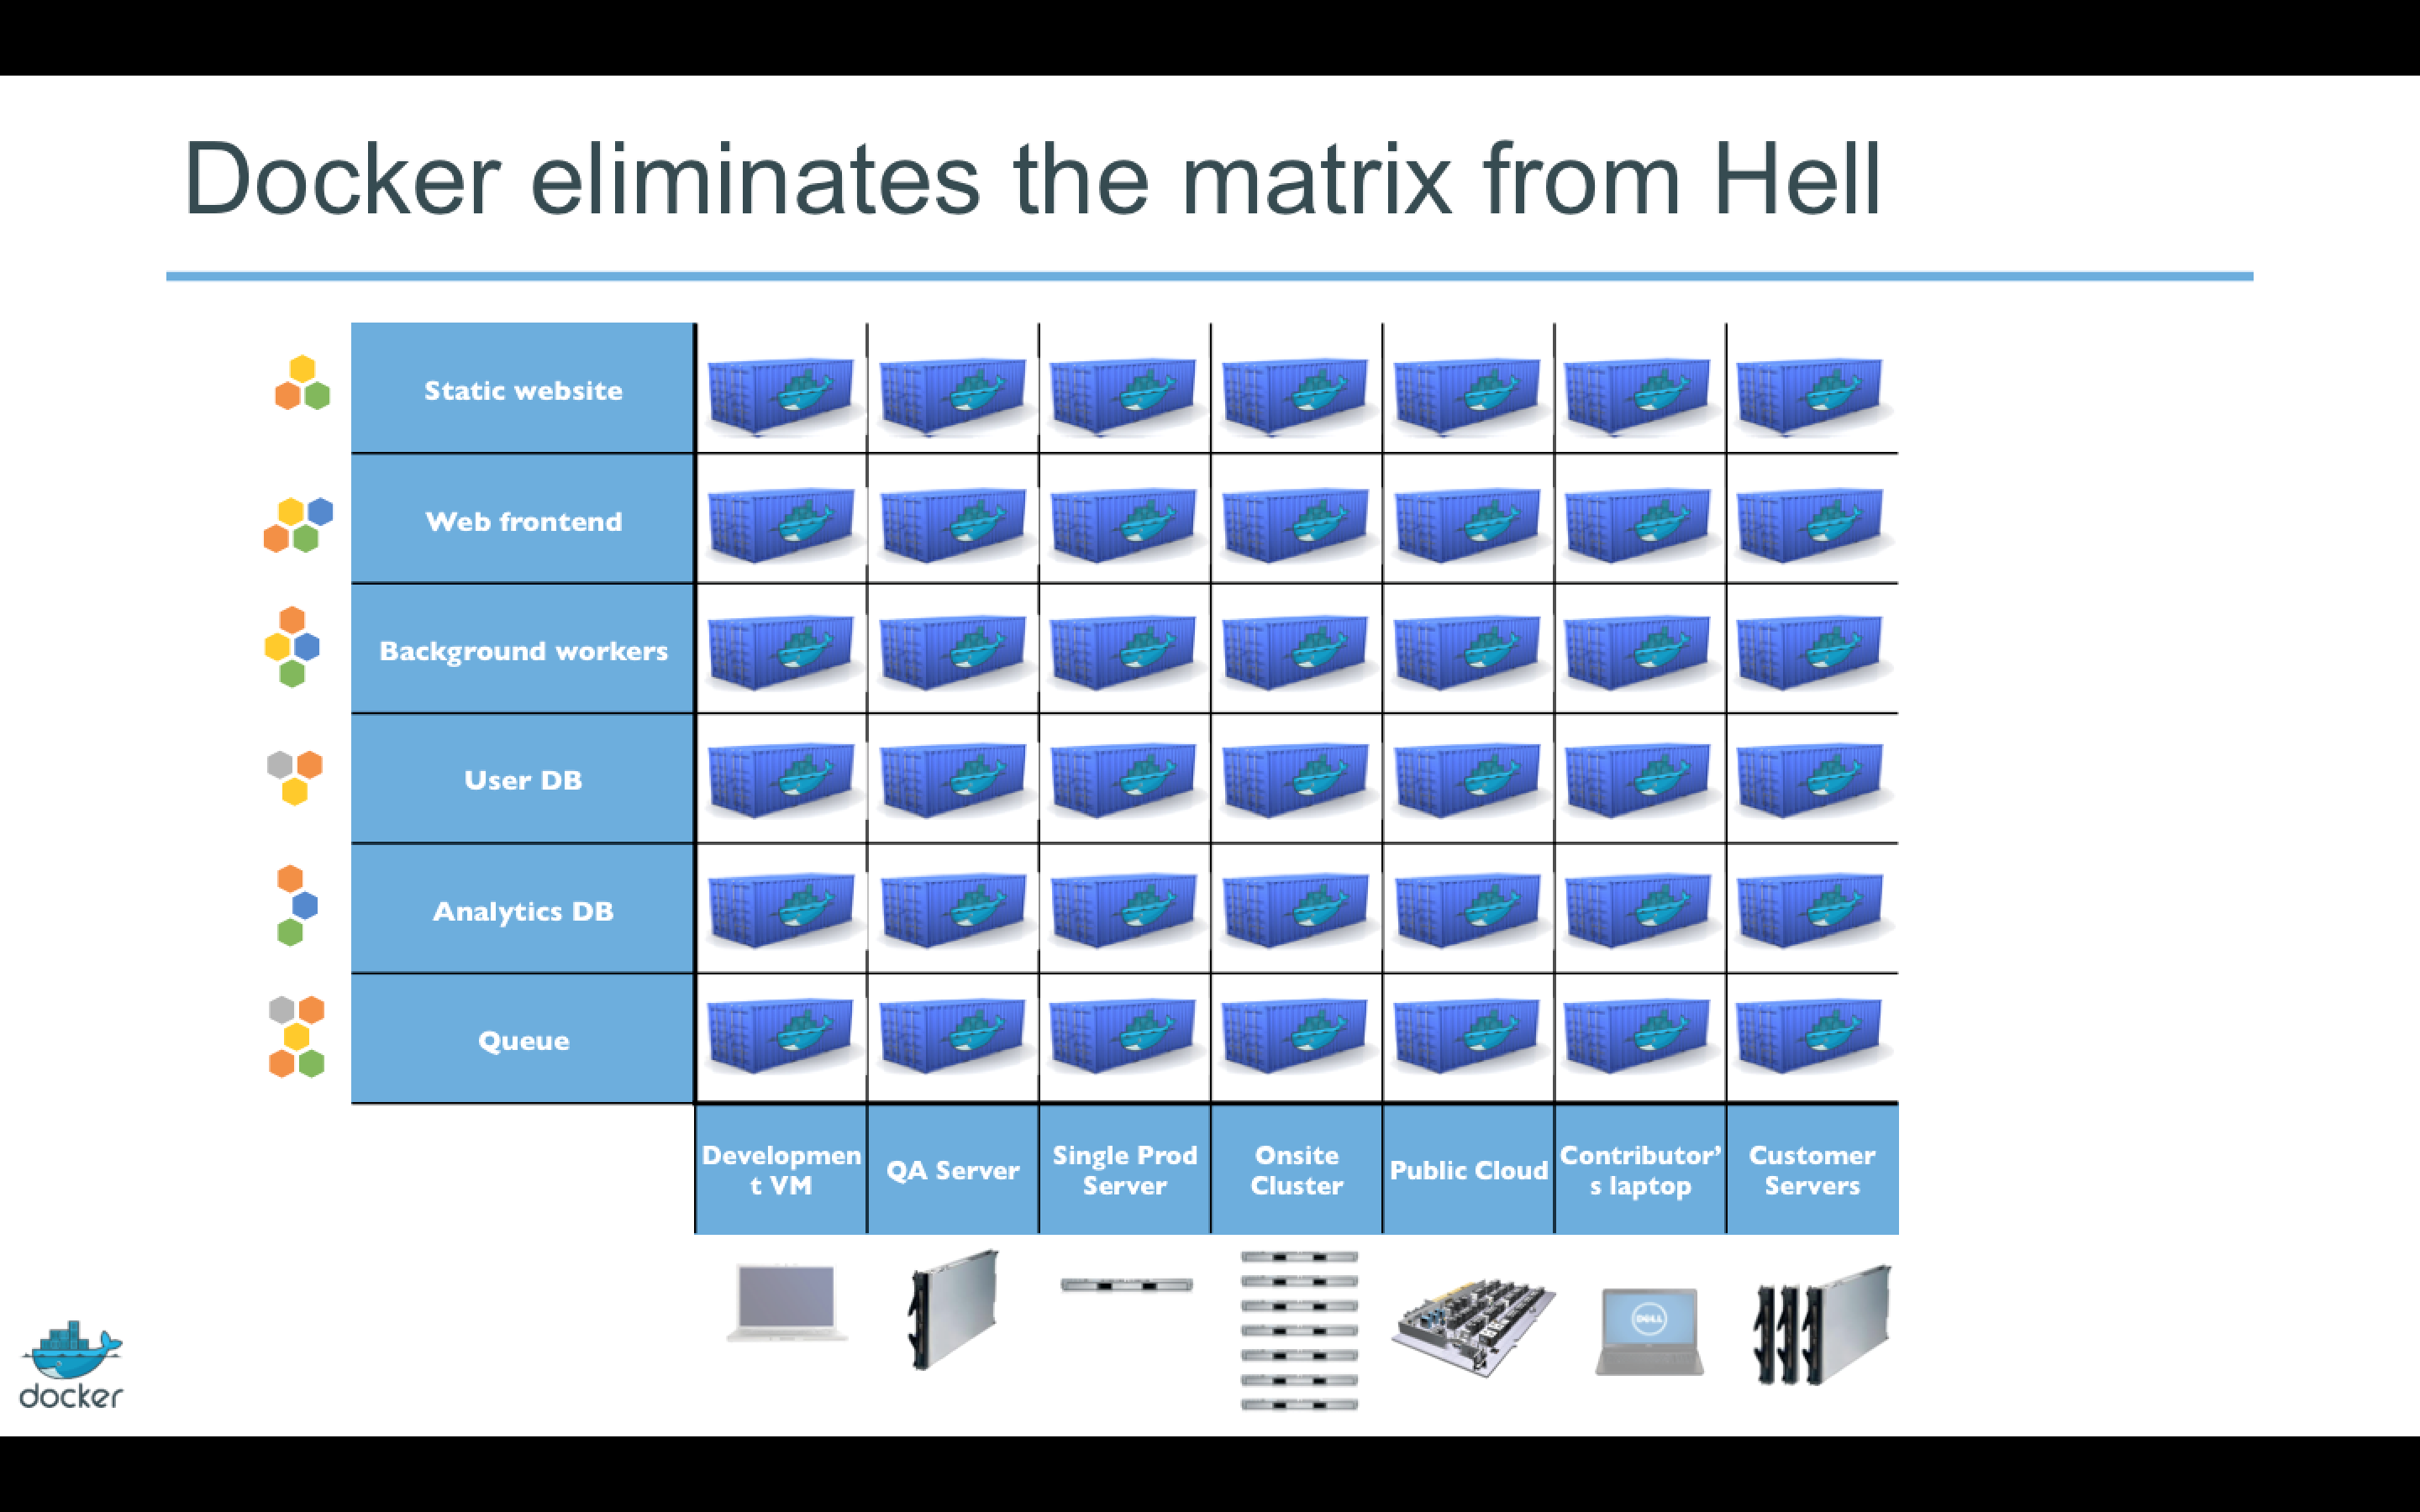 Docker eliminates the matrix from Hell
Static website
Web frontend
Background workers
User DB
Analytics DB
Queue
Developmen
t VM
QA Server
Single Prod
Server
Onsite
Cluster
Public Cloud
Contributor’
s laptop
Customer
Servers
DELL
docker